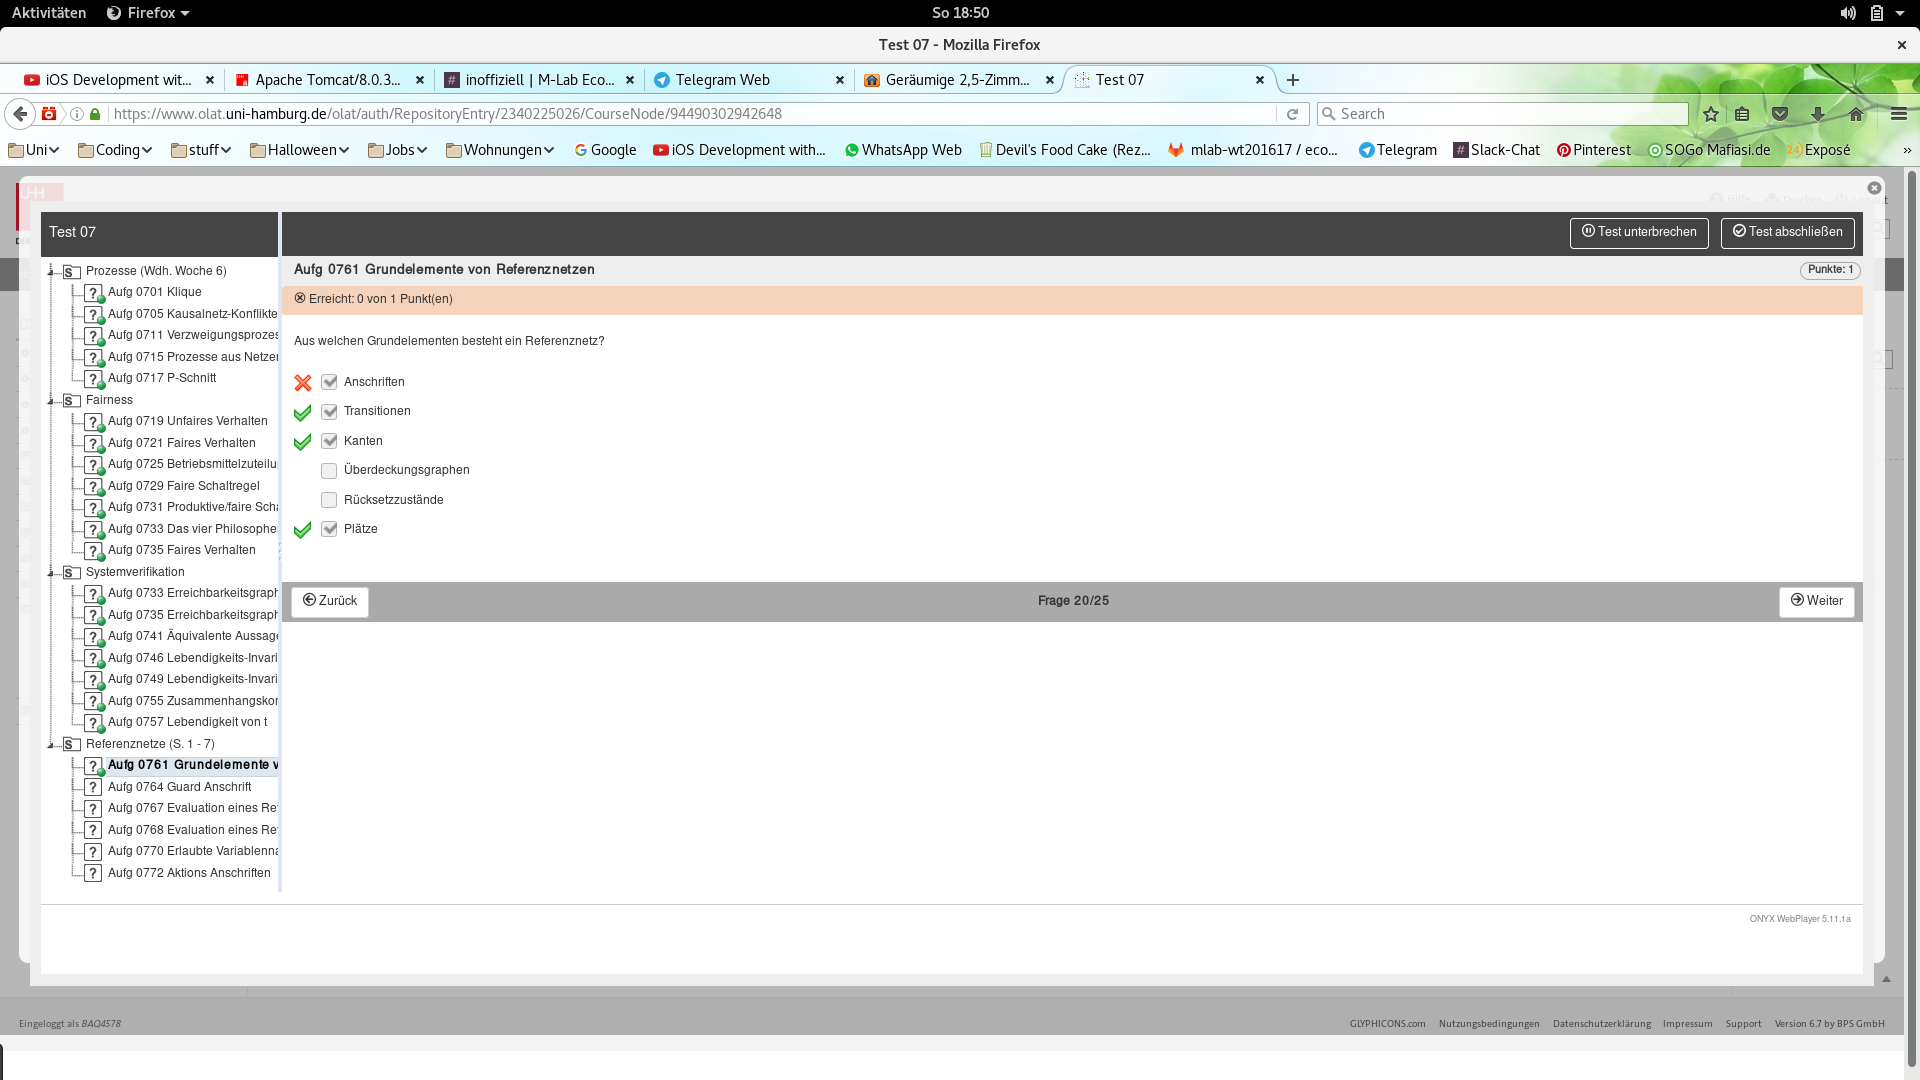 Aktivitäten Firefox So 18:50
Test 07 - Mozilla Firefox
iOS Development wit... Apache Tomcat/8.0.3... inoffiziell | M-Lab Eco... Telegram Web Geräumige 2,5-Zimm... Test 07
https://www.olat.uni-hamburg.de/olat/auth/RepositoryEntry/2340225026/CourseNode/94490302942648 Search
Uni Coding stuff Halloween Jobs Wohnungen Google iOS Development with... WhatsApp Web Devil's Food Cake (Rez... mlab-wt201617 / eco... Telegram Slack-Chat Pinterest SOGo Mafiasi.de Exposé »
Test 07 Test unterbrechen Test abschließen
Prozesse (Wdh. Woche 6)
Aufg 0701 Klique
Aufg 0705 Kausalnetz-Konflikte
Aufg 0711 Verzweigungsprozes
Aufg 0715 Prozesse aus Netzen
Aufg 0717 P-Schnitt
Fairness
Aufg 0719 Unfaires Verhalten
Aufg 0721 Faires Verhalten
Aufg 0725 Betriebsmittelzuteilu
Aufg 0729 Faire Schaltregel
Aufg 0731 Produktive/faire Scha
Aufg 0733 Das vier Philosophe
Aufg 0735 Faires Verhalten
Systemverifikation
Aufg 0733 Erreichbarkeitsgraph
Aufg 0735 Erreichbarkeitsgraph
Aufg 0741 Äquivalente Aussage
Aufg 0746 Lebendigkeits-Invari
Aufg 0749 Lebendigkeits-Invari
Aufg 0755 Zusammenhangskor
Aufg 0757 Lebendigkeit von t
Referenznetze (S. 1 - 7)
Aufg 0761 Grundelemente v
Aufg 0764 Guard Anschrift
Aufg 0767 Evaluation eines Ref
Aufg 0768 Evaluation eines Ref
Aufg 0770 Erlaubte Variablenna
Aufg 0772 Aktions Anschriften
Aufg 0761 Grundelemente von Referenznetzen Punkte: 1
Erreicht: 0 von 1 Punkt(en)
Aus welchen Grundelementen besteht ein Referenznetz?
Anschriften
Transitionen
Kanten
Überdeckungsgraphen
Rücksetzzustände
Plätze
Zurück Frage 20/25 Weiter
ONYX WebPlayer 5.11.1a
Eingeloggt als BAQ4578 GLYPHICONS.com Nutzungsbedingungen Datenschutzerklärung Impressum Support Version 6.7 by BPS GmbH